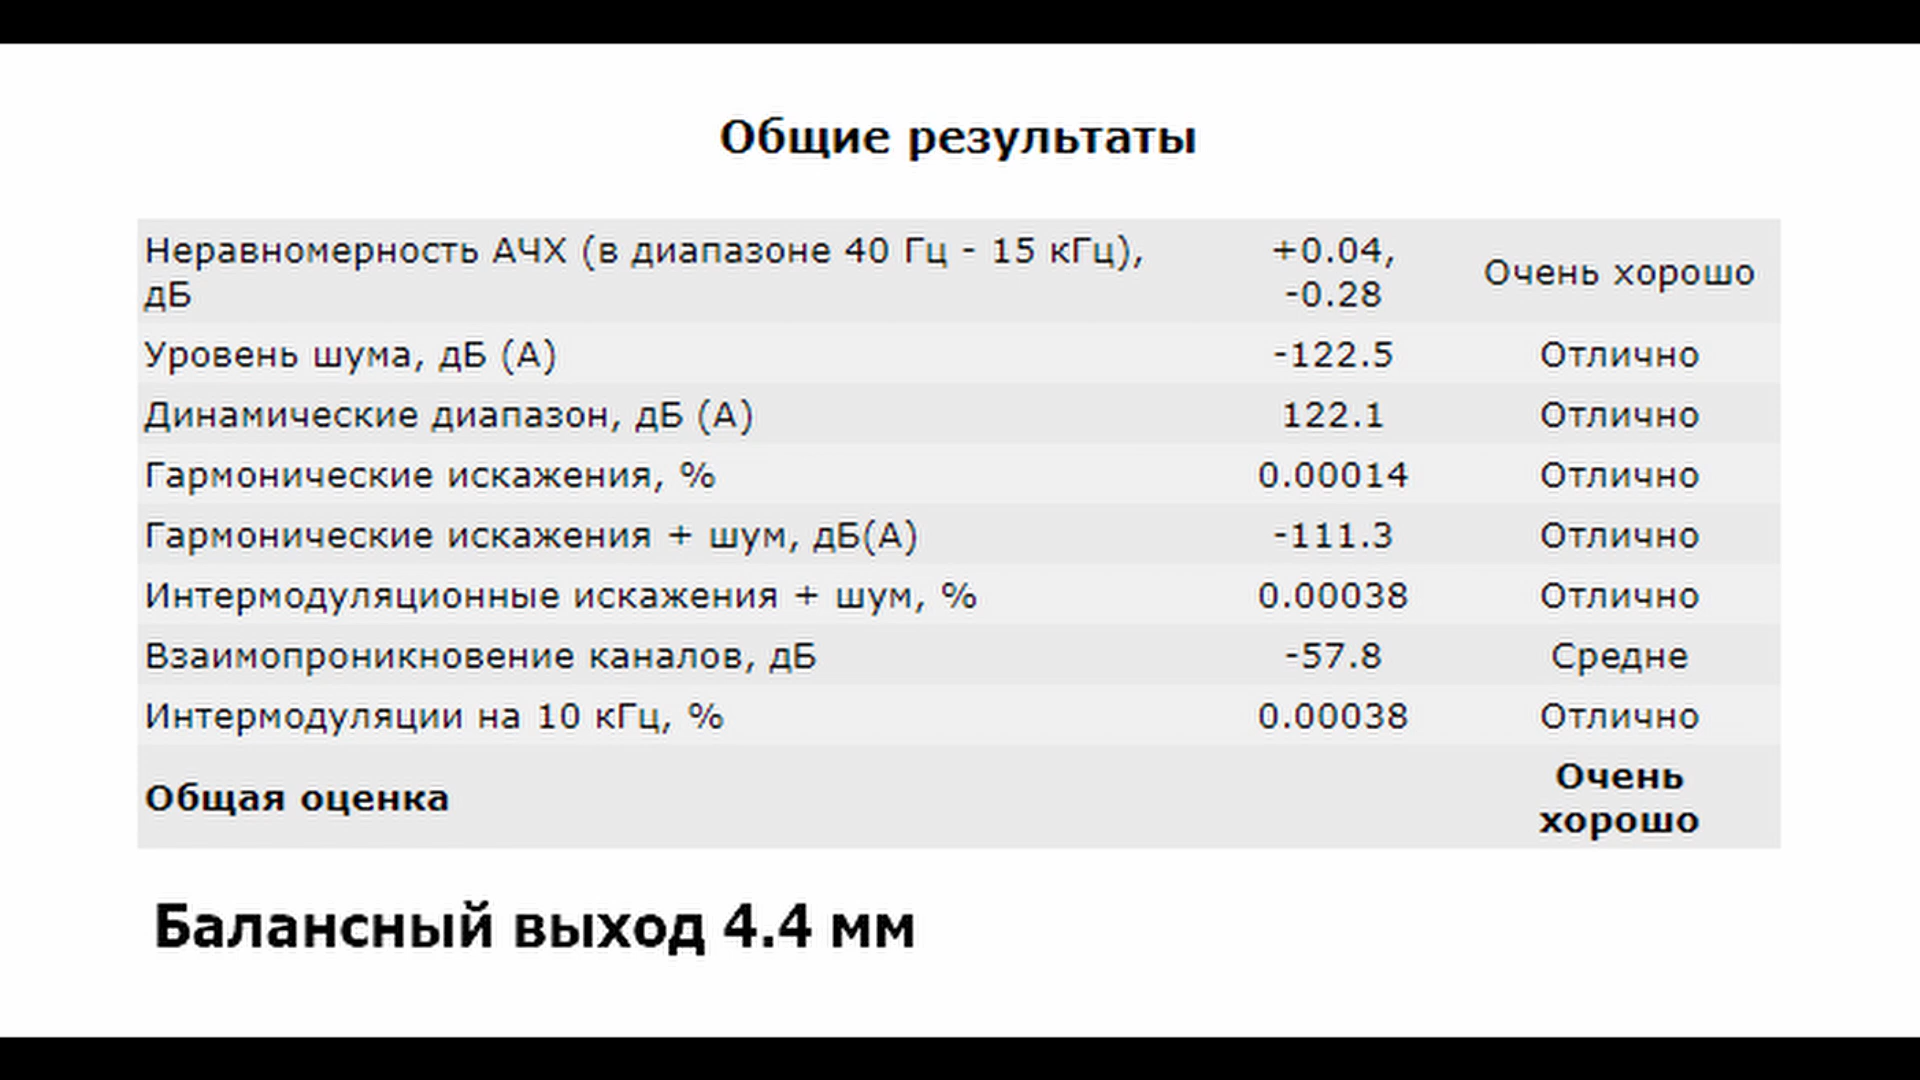 Общие результаты
Неравномерность АЧХ (в диапазоне 40 Гц - 15 кГц), дБ +0.04, -0.28 Очень хорошо
Уровень шума, дБ (А) -122.5 Отлично
Динамические диапазон, дБ (А) 122.1 Отлично
Гармонические искажения, % 0.00014 Отлично
Гармонические искажения + шум, дБ(А) -111.3 Отлично
Интермодуляционные искажения + шум, % 0.00038 Отлично
Взаимопроникновение каналов, дБ -57.8 Средне
Интермодуляции на 10 кГц, % 0.00038 Отлично
Общая оценка Очень хорошо
Балансный выход 4.4 мм